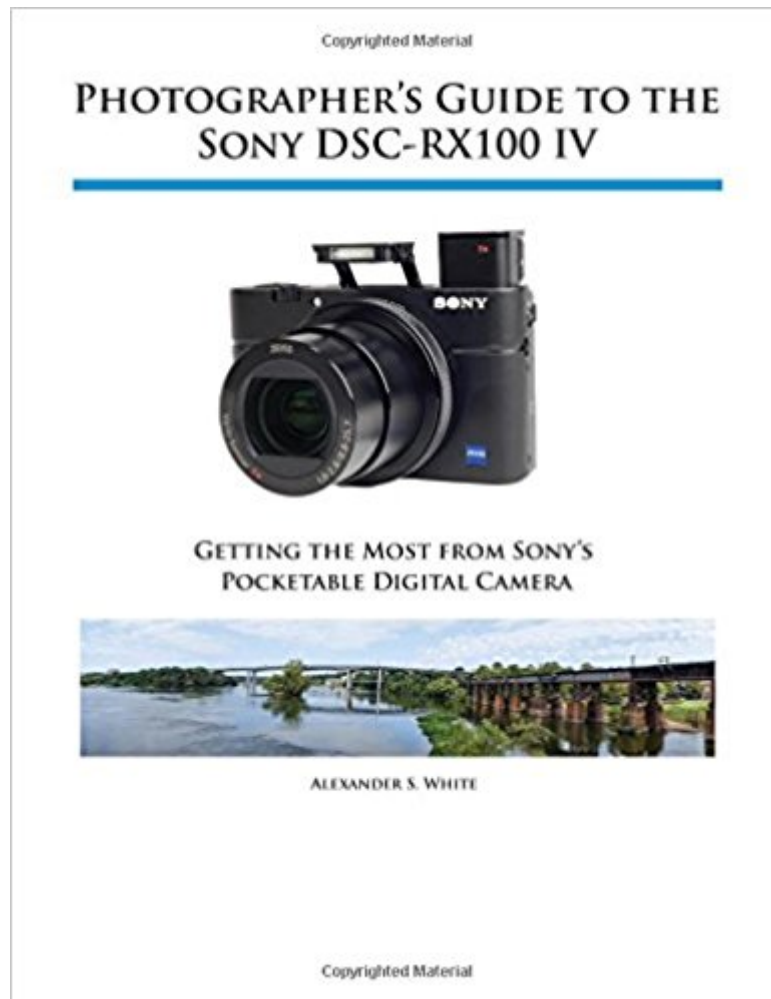 Copyrighted Material
PHOTOGRAPHER'S GUIDE TO THE
SONY DSC-RX100 IV
SONY
ZEISS
GETTING THE MOST FROM SONY'S
POCKETABLE DIGITAL CAMERA
ALEXANDER S. WHITE
Copyrighted Material